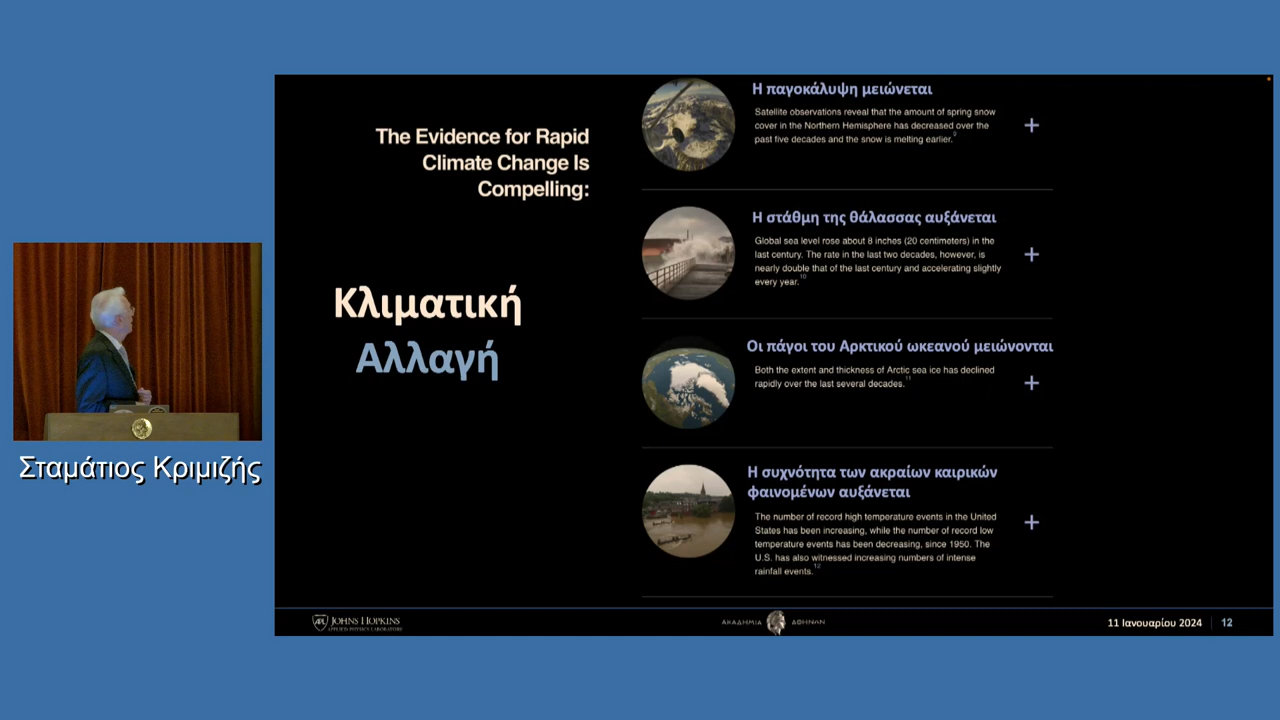 The Evidence for Rapid
Climate Change Is
Compelling:
Κλιματική
Αλλαγή
Η παγοκάλυψη μειώνεται
Satellite observations reveal that the amount of spring snow
cover in the Northern Hemisphere has decreased over the
past five decades and the snow is melting earlier.9
+
Η στάθμη της θάλασσας αυξάνεται
Global sea level rose about 8 inches (20 centimeters) in the
last century. The rate in the last two decades, however, is
nearly double that of the last century and accelerating slightly
every year.10
+
Οι πάγοι του Αρκτικού ωκεανού μειώνονται
Both the extent and thickness of Arctic sea ice has declined
rapidly over the last several decades.11
+
Η συχνότητα των ακραίων καιρικών
φαινομένων αυξάνεται
The number of record high temperature events in the United
States has been increasing, while the number of record low
temperature events has been decreasing, since 1950. The
U.S. has also witnessed increasing numbers of intense
rainfall events.12
+
Σταμάτιος Κριμιζής
APL JOHNS HOPKINS
APPLIED PHYSICS LABORATORY
ΑΚΑΔΗΜΙΑ ΑΘΗΝΩΝ
11 Ιανουαρίου 2024 12